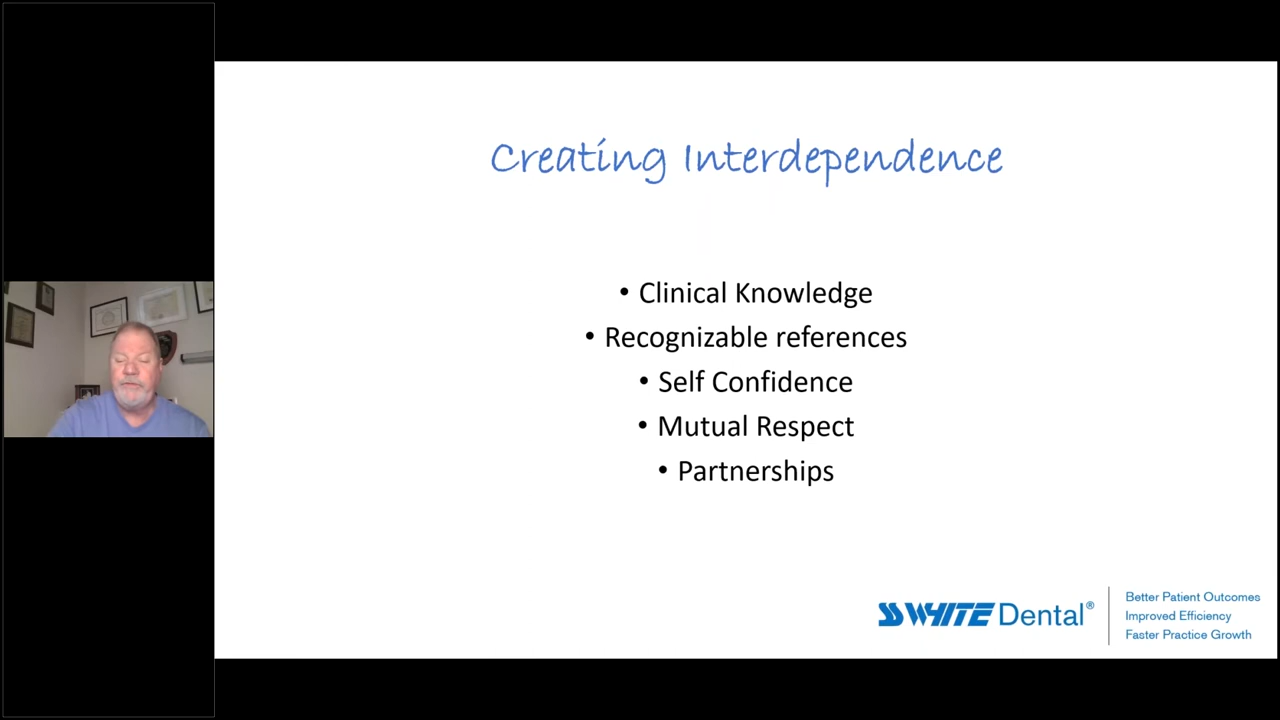 Creating Interdependence
• Clinical Knowledge
• Recognizable references
• Self Confidence
• Mutual Respect
• Partnerships
SS WHITE Dental®
Better Patient Outcomes
Improved Efficiency
Faster Practice Growth